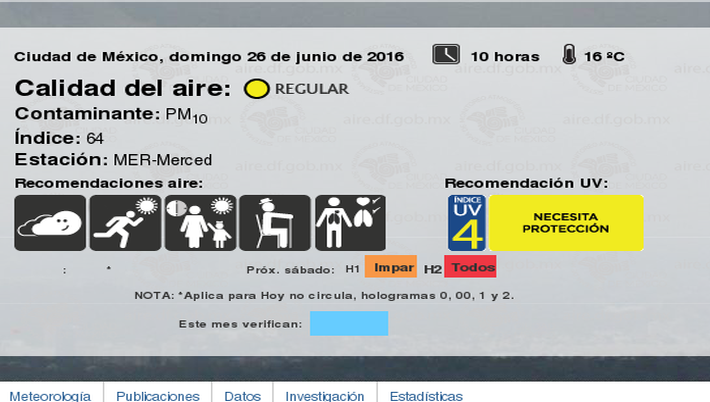 Ciudad de México, domingo 26 de junio de 2016 10 horas 16 ºC
Calidad del aire: REGULAR
Contaminante: PM10
Índice: 64
Estación: MER-Merced
Recomendaciones aire: Recomendación UV:
ÍNDICE
UV
4
NECESITA
PROTECCIÓN
: * Próx. sábado: H1 Impar H2 Todos
NOTA: *Aplica para Hoy no circula, hologramas 0, 00, 1 y 2.
Este mes verifican:
Meteorología Publicaciones Datos Investigación Estadísticas